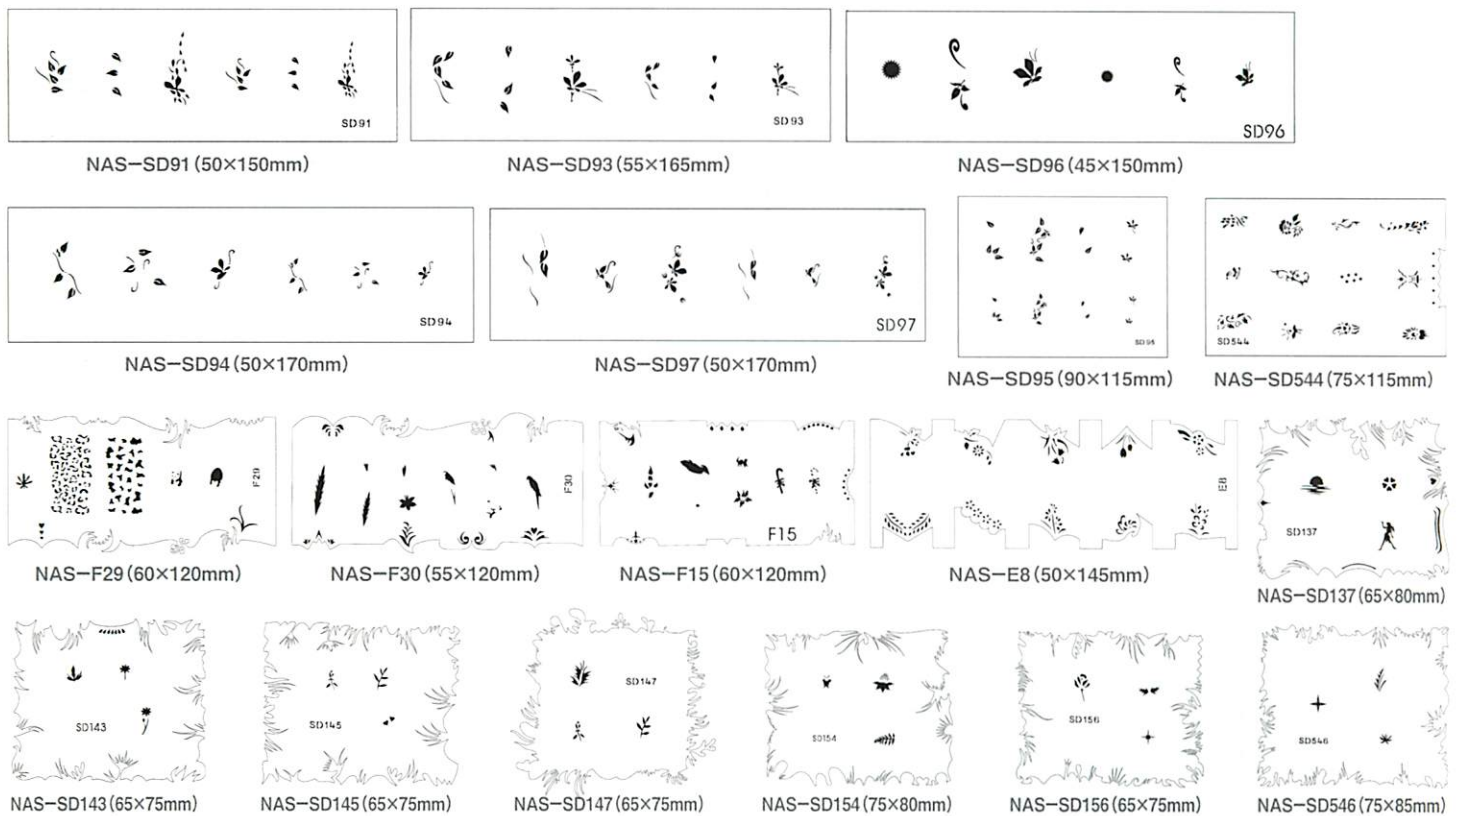 SD91
SD93
SD96
NAS-SD91(50×150mm)
NAS-SD93(55×165mm)
NAS-SD96(45×150mm)
SD94
SD97
SD95
SD544
NAS-SD94(50×170mm)
NAS-SD97(50×170mm)
NAS-SD95(90×115mm)
NAS-SD544(75×115mm)
F29
F30
F15
E8
SD137
NAS-F29(60×120mm)
NAS-F30(55×120mm)
NAS-F15(60×120mm)
NAS-E8(50×145mm)
NAS-SD137(65×80mm)
SD143
SD145
SD147
SD154
SD156
SD546
NAS-SD143(65×75mm)
NAS-SD145(65×75mm)
NAS-SD147(65×75mm)
NAS-SD154(75×80mm)
NAS-SD156(65×75mm)
NAS-SD546(75×85mm)